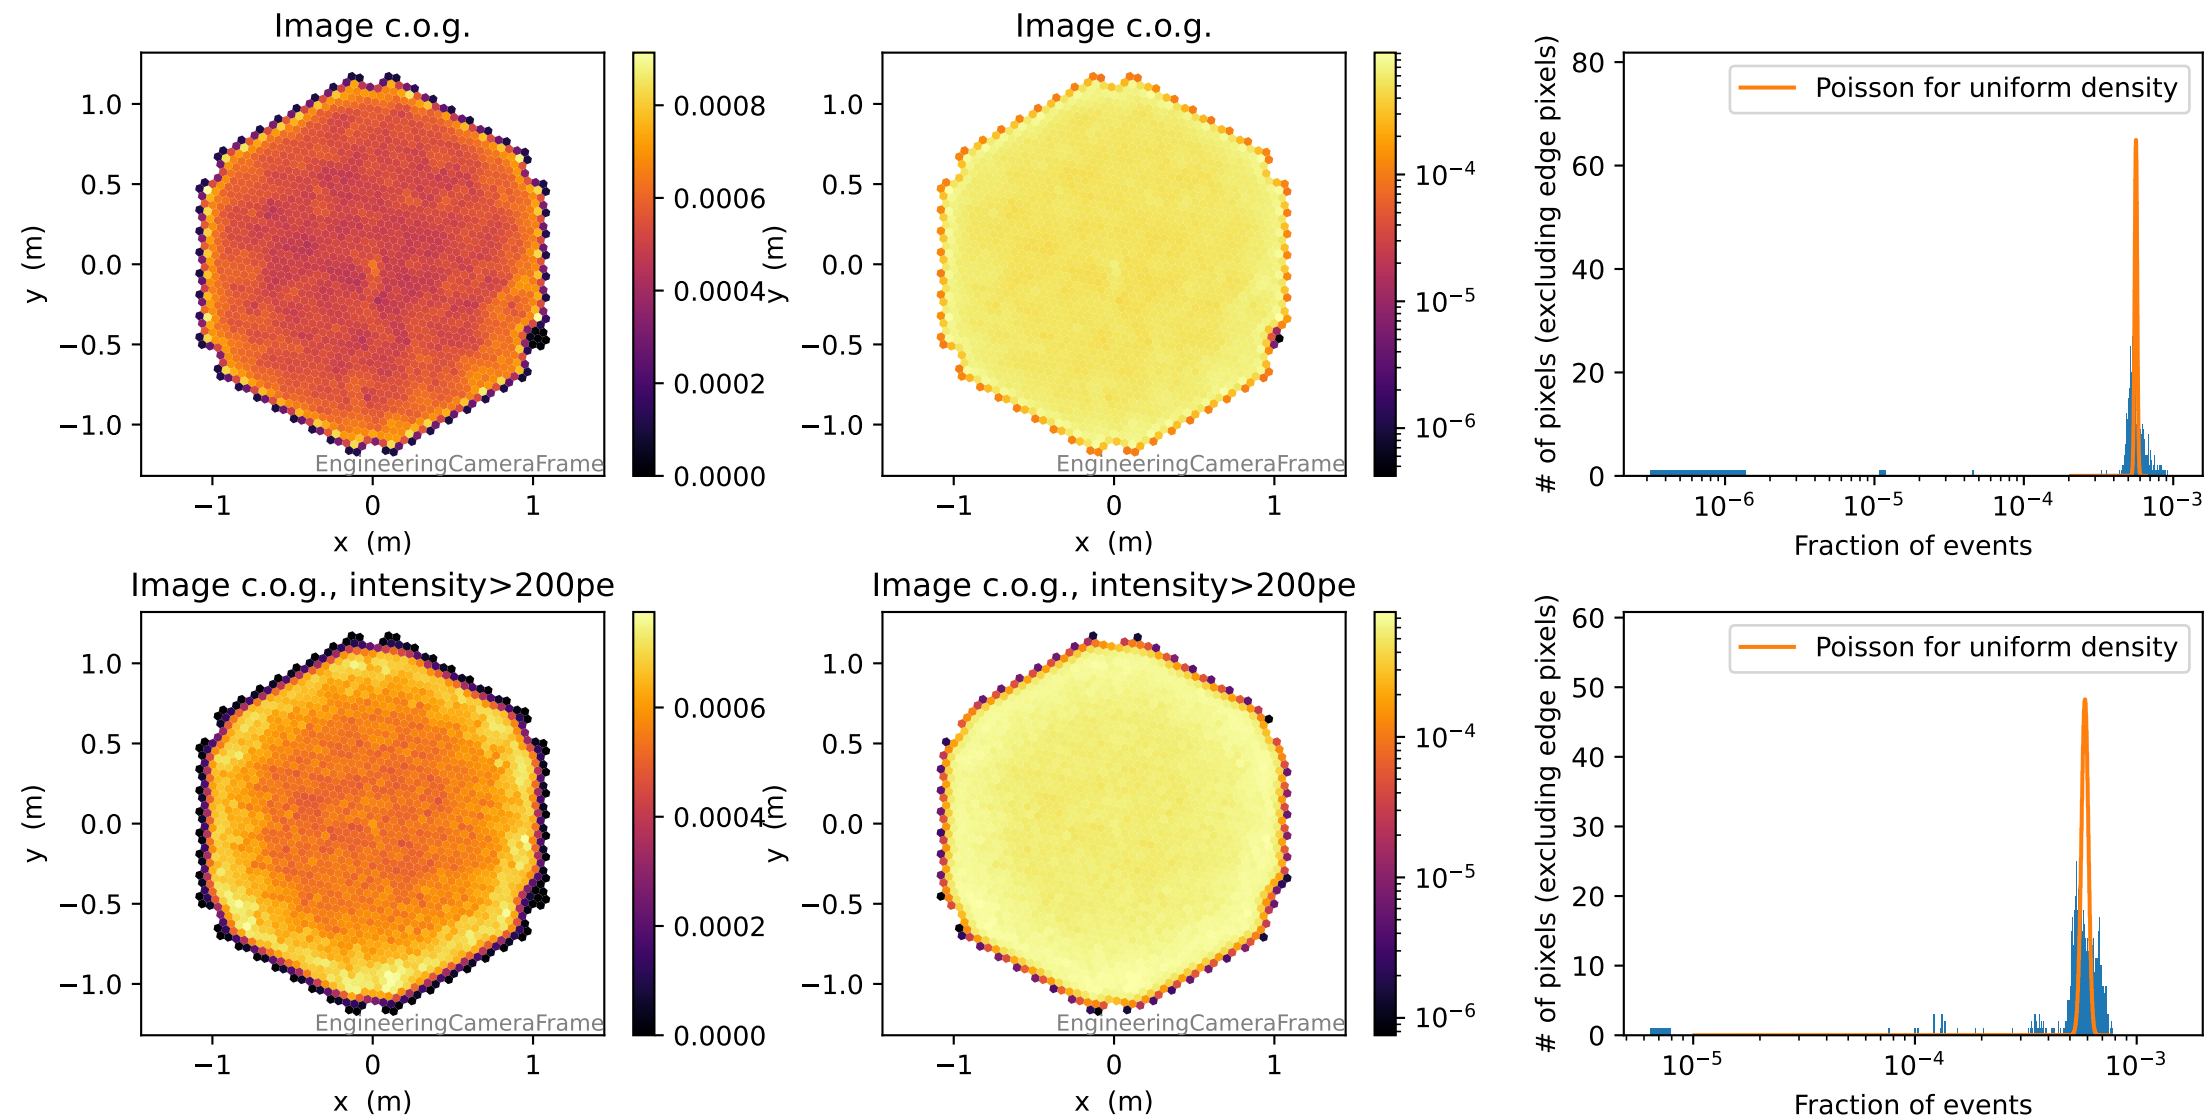 Image c.o.g.
1.0
0.5
0.0
−0.5
−1.0
y (m)
−1 0 1
x (m)
EngineeringCameraFrame
0.0008
0.0006
0.0004
0.0002
0.0000
Image c.o.g.
1.0
0.5
0.0
−0.5
−1.0
y (m)
−1 0 1
x (m)
EngineeringCameraFrame
10⁻⁴
10⁻⁵
10⁻⁶
# of pixels (excluding edge pixels)
80
60
40
20
0
Poisson for uniform density
10⁻⁶ 10⁻⁵ 10⁻⁴ 10⁻³
Fraction of events
Image c.o.g., intensity>200pe
1.0
0.5
0.0
−0.5
−1.0
y (m)
−1 0 1
x (m)
EngineeringCameraFrame
0.0006
0.0004
0.0002
0.0000
Image c.o.g., intensity>200pe
1.0
0.5
0.0
−0.5
−1.0
y (m)
−1 0 1
x (m)
EngineeringCameraFrame
10⁻⁴
10⁻⁵
10⁻⁶
# of pixels (excluding edge pixels)
60
50
40
30
20
10
0
Poisson for uniform density
10⁻⁵ 10⁻⁴ 10⁻³
Fraction of events